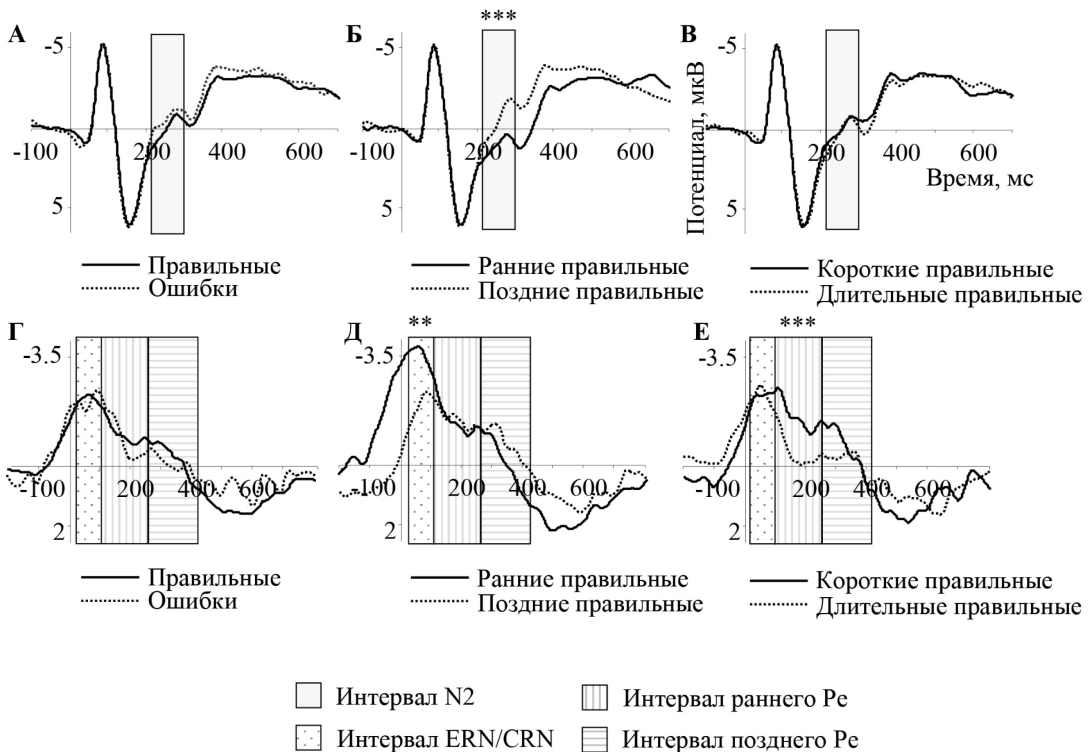 ***
А
Б
В
-5
-5
-5
-100
200
400
600
-100
200
400
600
-100
200
400
600
5
5
5
Потенциал, мкВ
Время, мс
Правильные
Ошибки
Ранние правильные
Поздние правильные
Короткие правильные
Длительные правильные
Г
Д
**
Е
***
-3.5
-3.5
-3.5
-100
200
400
600
-100
200
400
600
-100
200
400
600
2
2
2
Правильные
Ошибки
Ранние правильные
Поздние правильные
Короткие правильные
Длительные правильные
Интервал N2
Интервал раннего Pe
Интервал ERN/CRN
Интервал позднего Pe